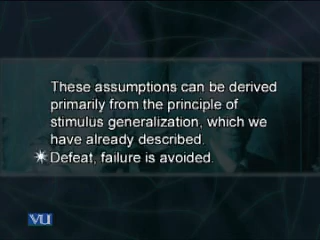 These assumptions can be derived
primarily from the principle of
stimulus generalization, which we
have already described.
Defeat, failure is avoided.
VU